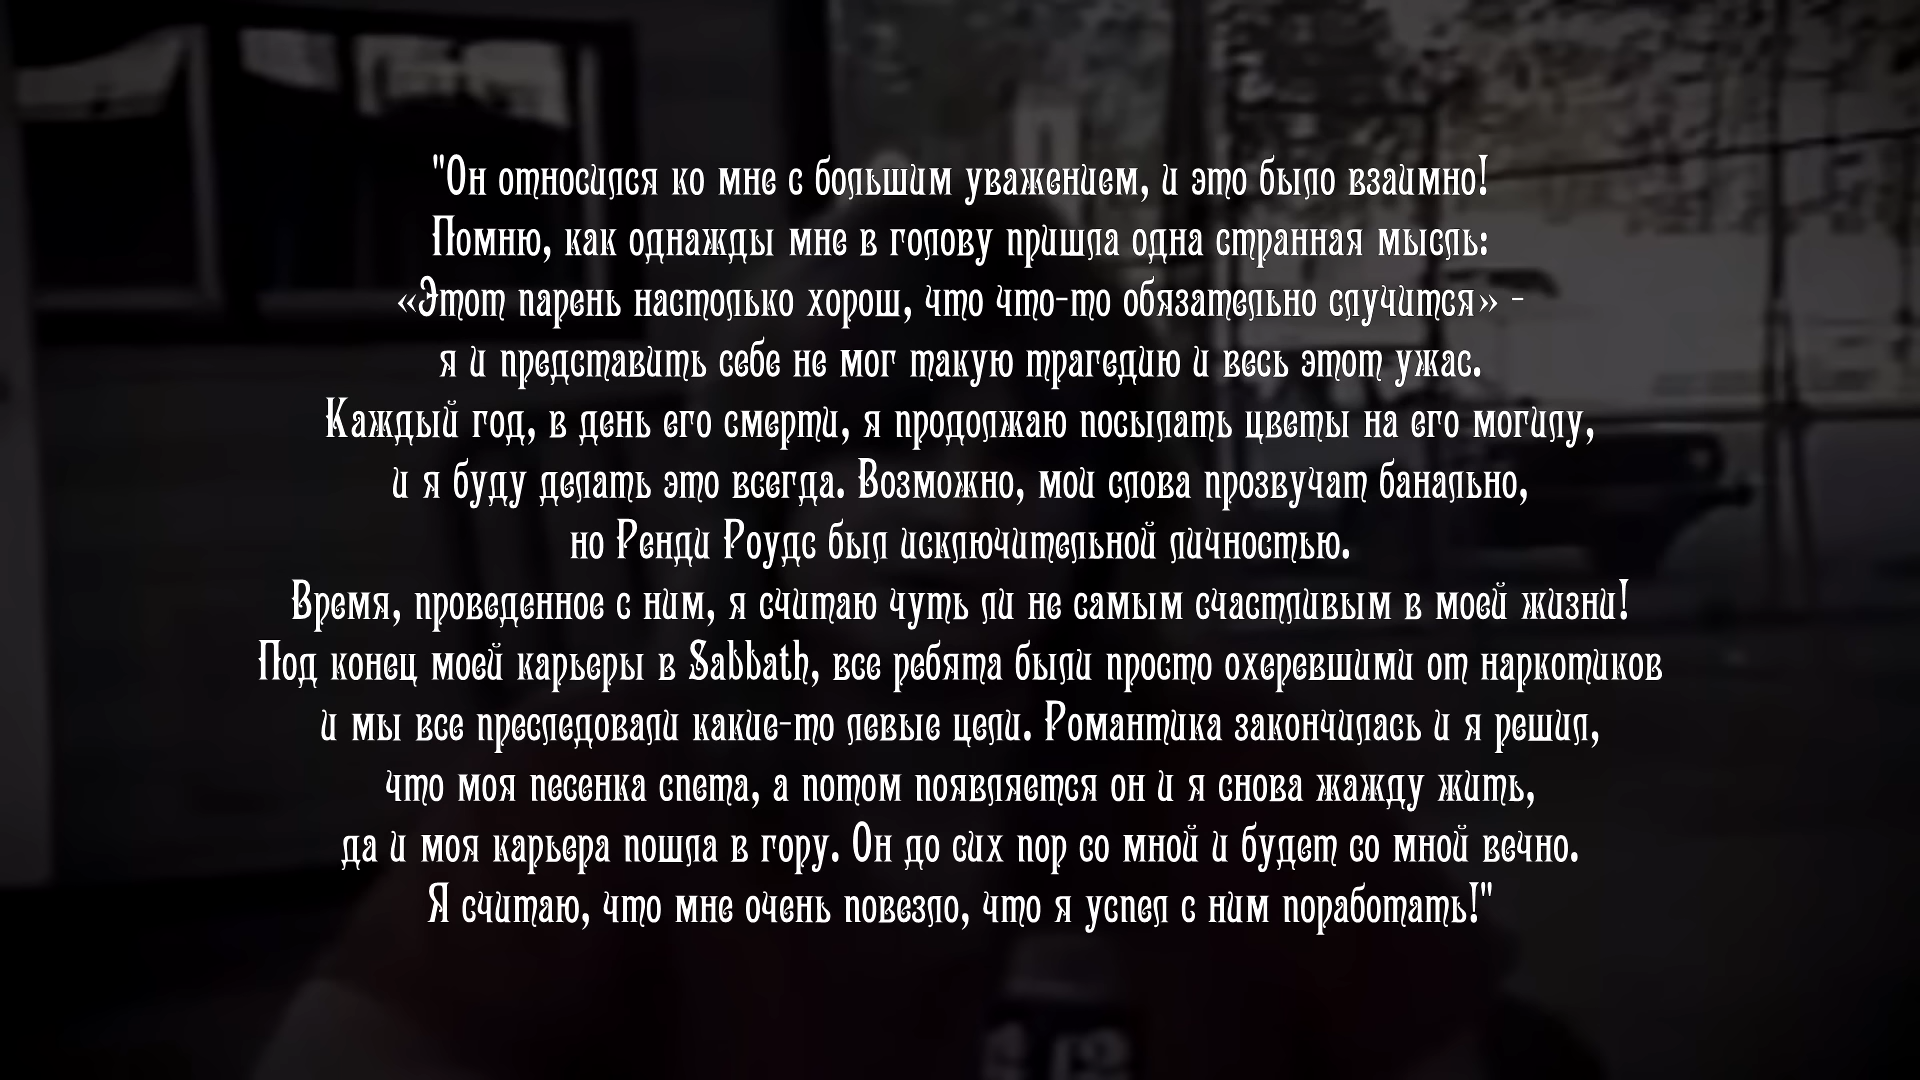 "Он относился ко мне с большим уважением, и это было взаимно!
Помню, как однажды мне в голову пришла одна странная мысль:
«Этот парень настолько хорош, что что-то обязательно случится» -
я и представить себе не мог такую трагедию и весь этот ужас.
Каждый год, в день его смерти, я продолжаю посылать цветы на его могилу,
и я буду делать это всегда. Возможно, мои слова прозвучат банально,
но Ренди Роудс был исключительной личностью.
Время, проведенное с ним, я считаю чуть ли не самым счастливым в моей жизни!
Под конец моей карьеры в Sabbath, все ребята были просто охеревшими от наркотиков
и мы все преследовали какие-то левые цели. Романтика закончилась и я решил,
что моя песенка спета, а потом появляется он и я снова жажду жить,
да и моя карьера пошла в гору. Он до сих пор со мной и будет со мной вечно.
Я считаю, что мне очень повезло, что я успел с ним поработать!"